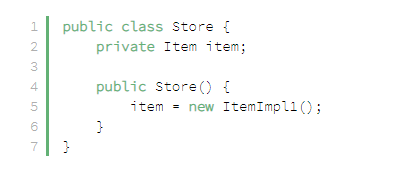 1 public class Store {
2     private Item item;
3
4     public Store() {
5         item = new ItemImpl1();
6     }
7 }